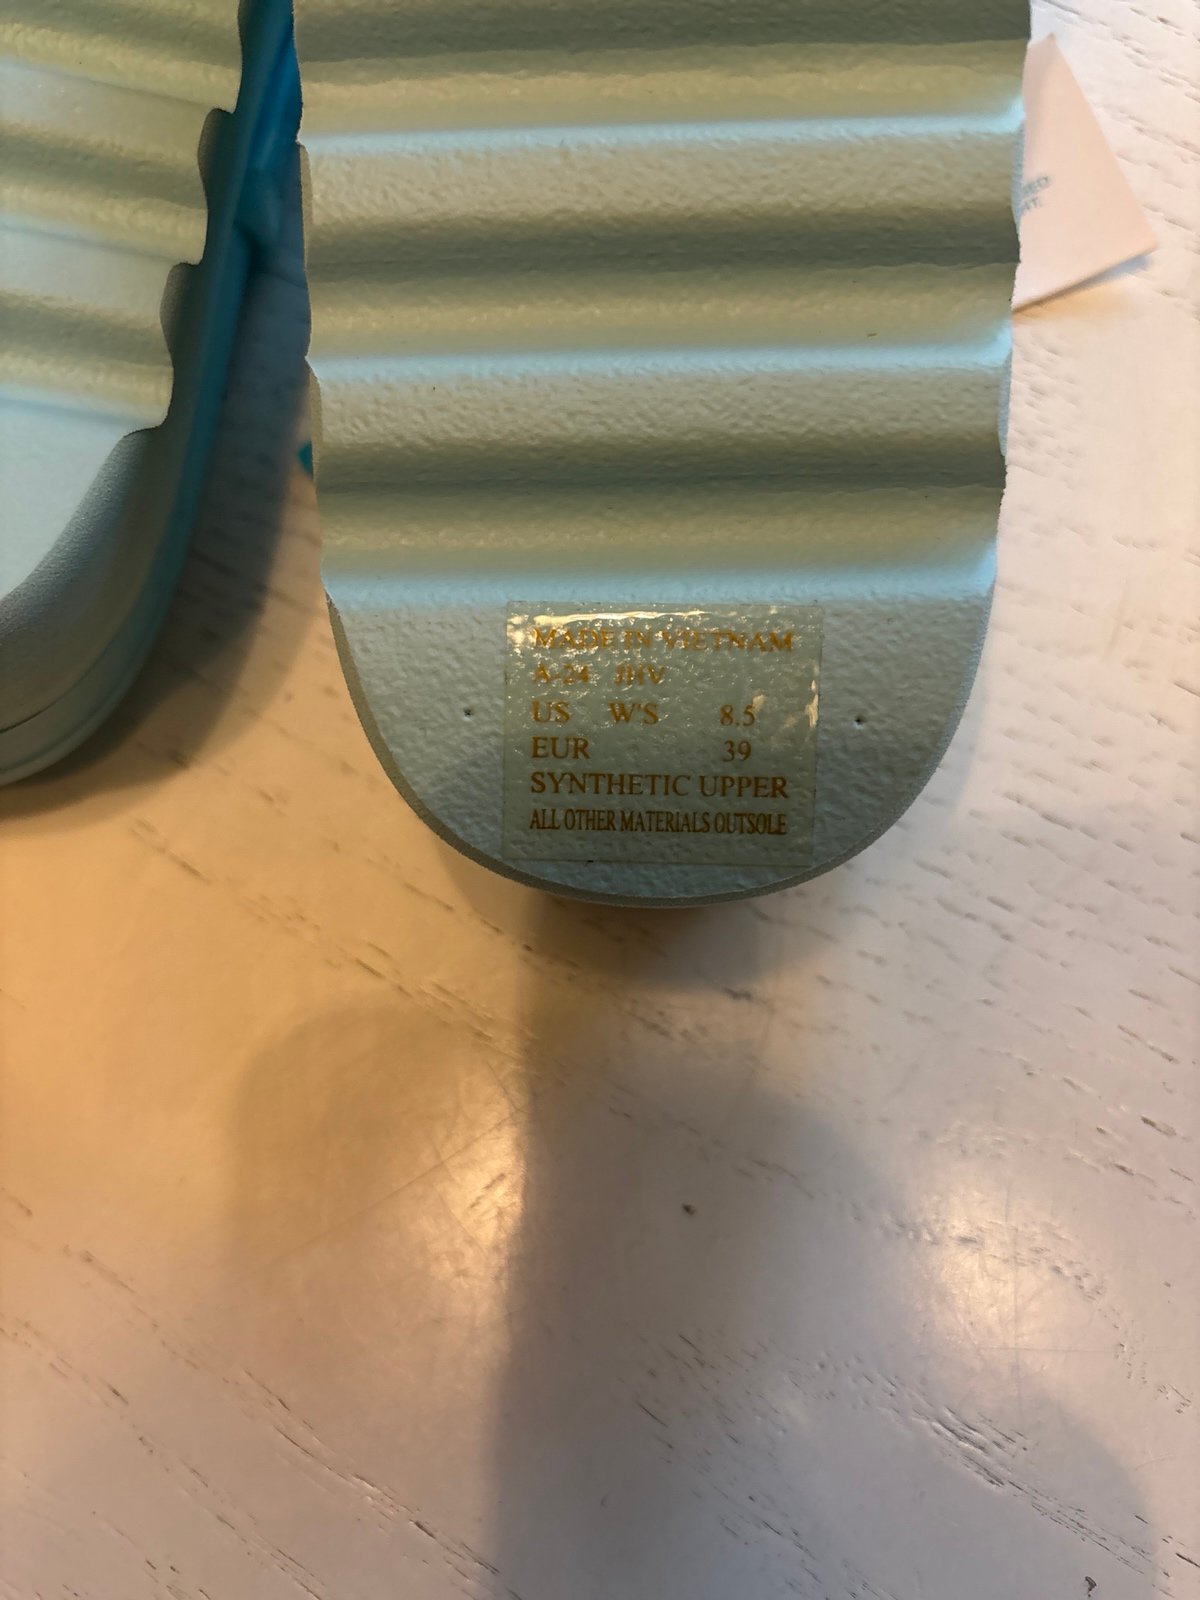 MADE IN VIETNAM
A-24 JHV
US W'S 8.5
EUR 39
SYNTHETIC UPPER
ALL OTHER MATERIALS OUTSOLE